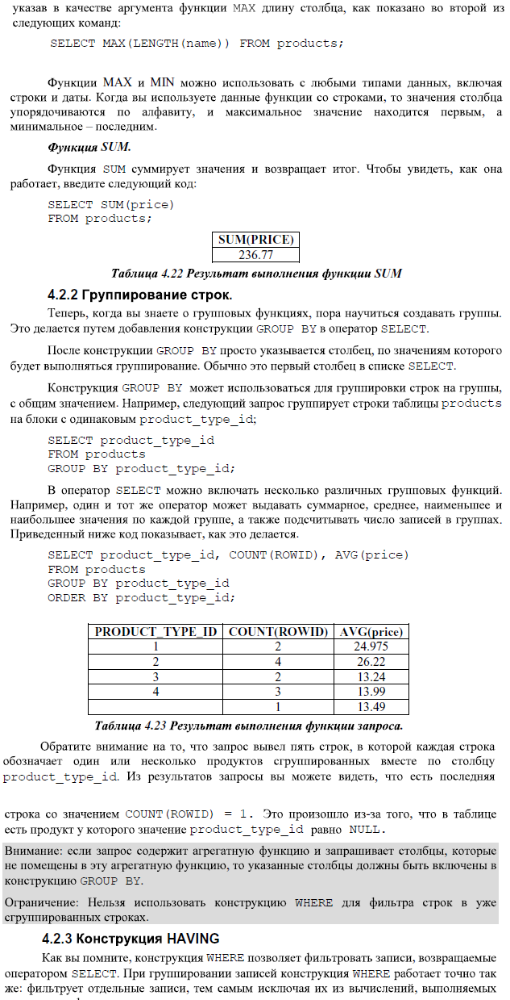 указав в качестве аргумента функции MAX длину столбца, как показано во второй из
следующих команд:
SELECT MAX(LENGTH(name)) FROM products;
Функции MAX и MIN можно использовать с любыми типами данных, включая
строки и даты. Когда вы используете данные функции со строками, то значения столбца
упорядочиваются по алфавиту, и максимальное значение находится первым, а
минимальное – последним.
Функция SUM.
Функция SUM суммирует значения и возвращает итог. Чтобы увидеть, как она
работает, введите следующий код:
SELECT SUM(price)
FROM products;
SUM(PRICE)
236.77
Таблица 4.22 Результат выполнения функции SUM
4.2.2 Группирование строк.
Теперь, когда вы знаете о групповых функциях, пора научиться создавать группы.
Это делается путем добавления конструкции GROUP BY в оператор SELECT.
После конструкции GROUP BY просто указывается столбец, по значениям которого
будет выполняться группирование. Обычно это первый столбец в списке SELECT.
Конструкция GROUP BY может использоваться для группировки строк на группы,
с общим значением. Например, следующий запрос группирует строки таблицы products
на блоки с одинаковым product_type_id;
SELECT product_type_id
FROM products
GROUP BY product_type_id;
В оператор SELECT можно включать несколько различных групповых функций.
Например, один и тот же оператор может выдавать суммарное, среднее, наименьшее и
наибольшее значения по каждой группе, а также подсчитывать число записей в группах.
Приведенный ниже код показывает, как это делается.
SELECT product_type_id, COUNT(ROWID), AVG(price)
FROM products
GROUP BY product_type_id
ORDER BY product_type_id;
PRODUCT_TYPE_ID COUNT(ROWID) AVG(price)
1 2 24.975
2 4 26.22
3 2 13.24
4 3 13.99
1 13.49
Таблица 4.23 Результат выполнения функции запроса.
Обратите внимание на то, что запрос вывел пять строк, в которой каждая строка
обозначает один или несколько продуктов сгруппированных вместе по столбцу
product_type_id. Из результатов запросы вы можете видеть, что есть последняя
строка со значением COUNT(ROWID) = 1. Это произошло из-за того, что в таблице
есть продукт у которого значение product_type_id равно NULL.
Внимание: если запрос содержит агрегатную функцию и запрашивает столбцы, которые
не помещены в эту агрегатную функцию, то указанные столбцы должны быть включены в
конструкцию GROUP BY.
Ограничение: Нельзя использовать конструкцию WHERE для фильтра строк в уже
сгруппированных строках.
4.2.3 Конструкция HAVING
Как вы помните, конструкция WHERE позволяет фильтровать записи, возвращаемые
оператором SELECT. При группировании записей конструкция WHERE работает точно так
же: фильтрует отдельные записи, тем самым исключая их из вычислений, выполняемых